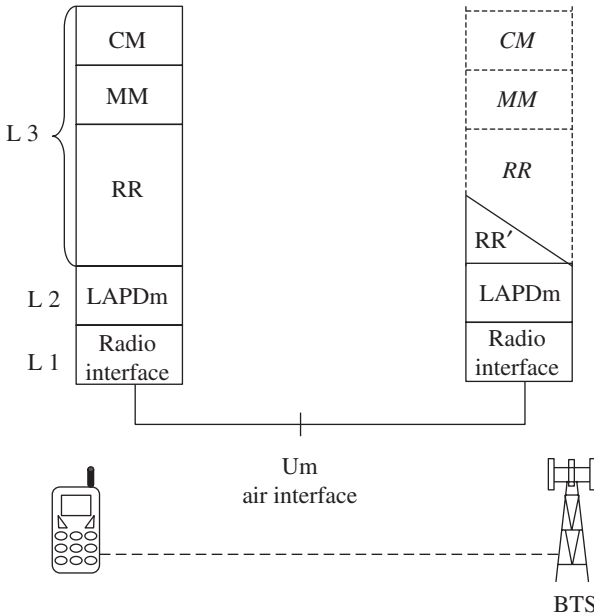 CM
MM
L 3
RR
L 2
LAPDm
L 1
Radio
interface
CM
MM
RR
RR′
LAPDm
Radio
interface
Um
air interface
BTS